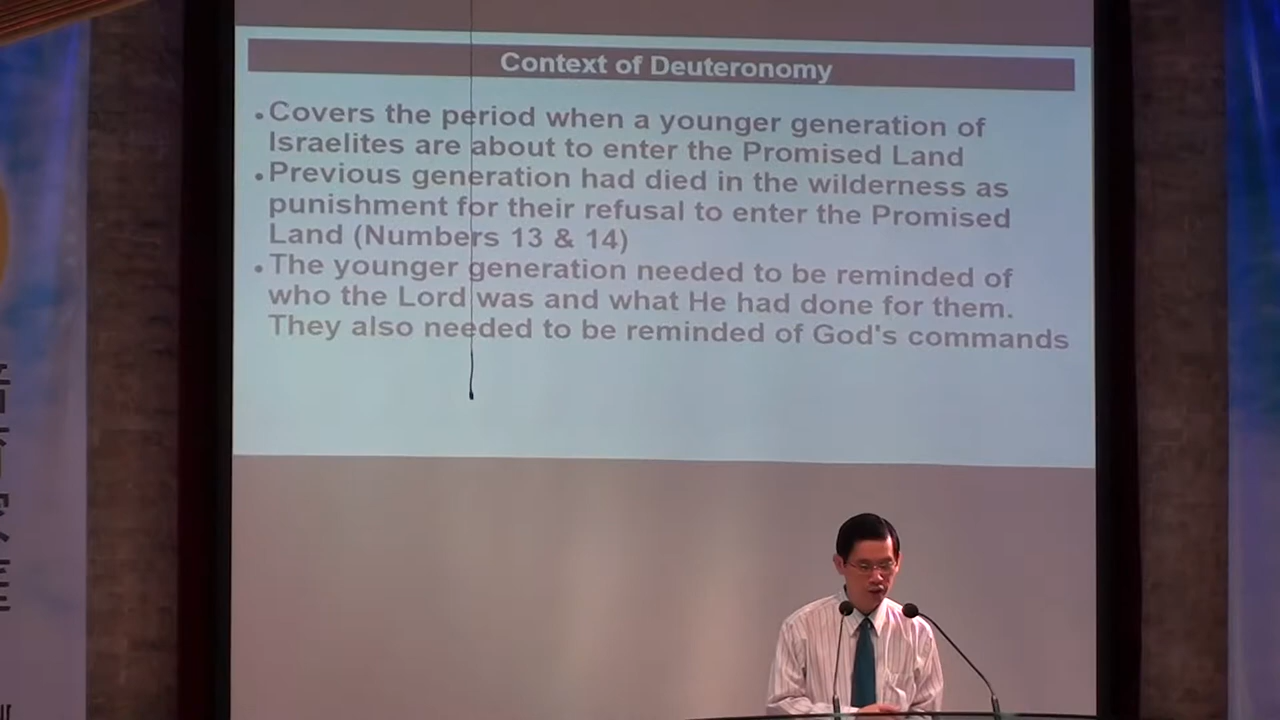 Context of Deuteronomy
•Covers the period when a younger generation of
Israelites are about to enter the Promised Land
•Previous generation had died in the wilderness as
punishment for their refusal to enter the Promised
Land (Numbers 13 & 14)
•The younger generation needed to be reminded of
who the Lord was and what He had done for them.
They also needed to be reminded of God's commands